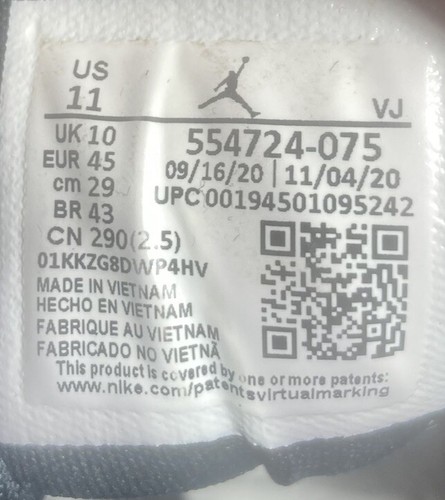 US
11
VJ
UK 10
554724-075
EUR 45
09/16/20 | 11/04/20
cm 29
UPC 00194501095242
BR 43
CN 290(2.5)
01KKZG8DWP4HV
MADE IN VIETNAM
HECHO EN VIETNAM
FABRIQUE AU VIETNAM
FABRICADO NO VIETNÃ
This product is covered by one or more patents:
www.nike.com/patentsvirtualmarking